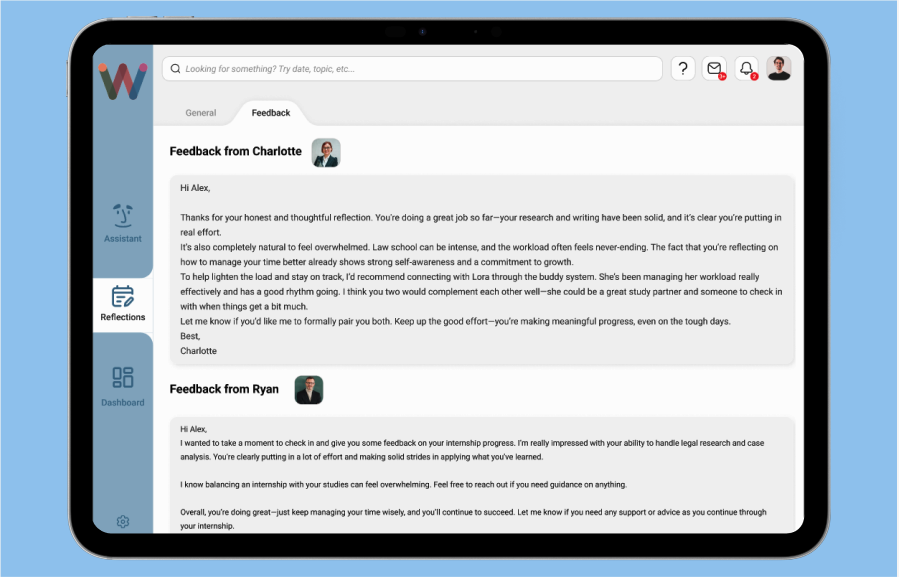 Looking for something? Try date, topic, etc...
?
General
Feedback
Feedback from Charlotte
Hi Alex,
Thanks for your honest and thoughtful reflection. You're doing a great job so far—your research and writing have been solid, and it's clear you're putting in
real effort.
It's also completely natural to feel overwhelmed. Law school can be intense, and the workload often feels never-ending. The fact that you're reflecting on
how to manage your time better already shows strong self-awareness and a commitment to growth.
To help lighten the load and stay on track, I'd recommend connecting with Lora through the buddy system. She's been managing her workload really
effectively and has a good rhythm going. I think you two would complement each other well—she could be a great study partner and someone to check in
with when things get a bit much.
Let me know if you'd like me to formally pair you both. Keep up the good effort—you're making meaningful progress, even on the tough days.
Best,
Charlotte
Assistant
Reflections
Dashboard
Feedback from Ryan
Hi Alex,
I wanted to take a moment to check in and give you some feedback on your internship progress. I'm really impressed with your ability to handle legal research and case
analysis. You're clearly putting in a lot of effort and making solid strides in applying what you've learned.
I know balancing an internship with your studies can feel overwhelming. Feel free to reach out if you need guidance on anything.
Overall, you're doing great—just keep managing your time wisely, and you'll continue to succeed. Let me know if you need any support or advice as you continue through
your internship.